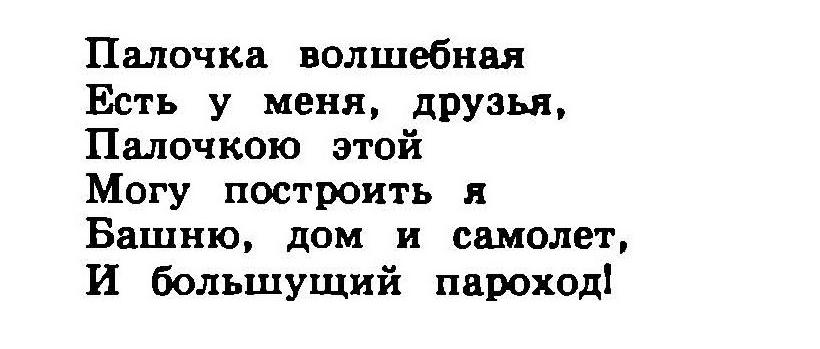 Палочка волшебная
Есть у меня, друзья,
Палочкою этой
Могу построить я
Башню, дом и самолет,
И большущий пароход!